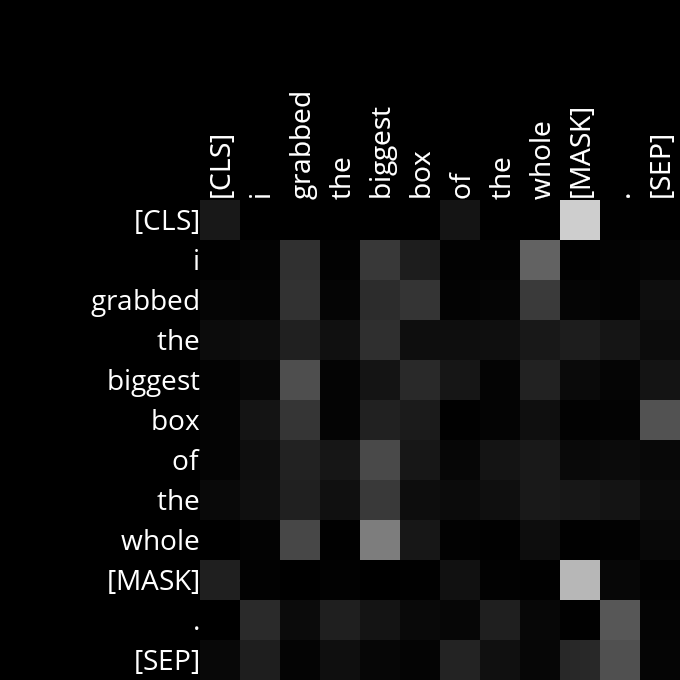 [CLS] i grabbed the biggest box of the whole [MASK] . [SEP]
[CLS]
i
grabbed
the
biggest
box
of
the
whole
[MASK]
.
[SEP]